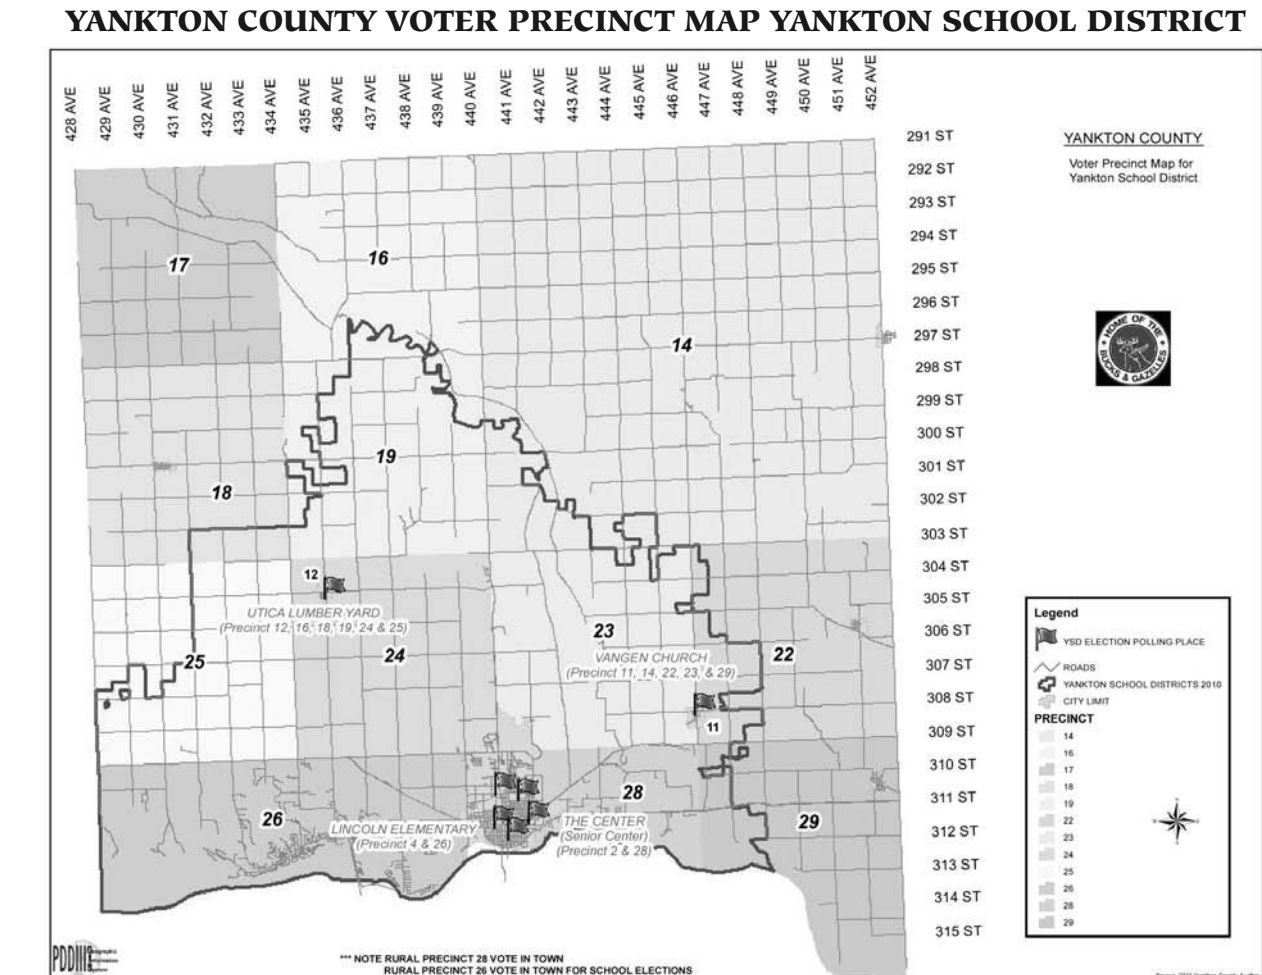 YANKTON COUNTY VOTER PRECINCT MAP YANKTON SCHOOL DISTRICT
428 AVE
429 AVE
430 AVE
431 AVE
432 AVE
433 AVE
434 AVE
435 AVE
436 AVE
437 AVE
438 AVE
439 AVE
440 AVE
441 AVE
442 AVE
443 AVE
444 AVE
445 AVE
446 AVE
447 AVE
448 AVE
449 AVE
450 AVE
451 AVE
452 AVE
291 ST
292 ST
293 ST
294 ST
295 ST
296 ST
297 ST
298 ST
299 ST
300 ST
301 ST
302 ST
303 ST
304 ST
305 ST
306 ST
307 ST
308 ST
309 ST
310 ST
311 ST
312 ST
313 ST
314 ST
315 ST
YANKTON COUNTY
Voter Precinct Map for
Yankton School District
HOME OF THE
BUCKS & GAZELLES
17
16
14
19
18
12
UTICA LUMBER YARD
(Precinct 12, 16, 18, 19, 24 & 25)
25
24
23
VANGEN CHURCH
(Precinct 11, 14, 22, 23, & 29)
22
11
26
28
29
LINCOLN ELEMENTARY
(Precinct 4 & 26)
THE CENTER
(Senior Center)
(Precinct 2 & 28)
Legend
YSD ELECTION POLLING PLACE
ROADS
YANKTON SCHOOL DISTRICTS 2010
CITY LIMIT
PRECINCT
14
16
17
18
19
22
23
24
25
26
28
29
PDDIII
*** NOTE RURAL PRECINCT 28 VOTE IN TOWN
RURAL PRECINCT 26 VOTE IN TOWN FOR SCHOOL ELECTIONS